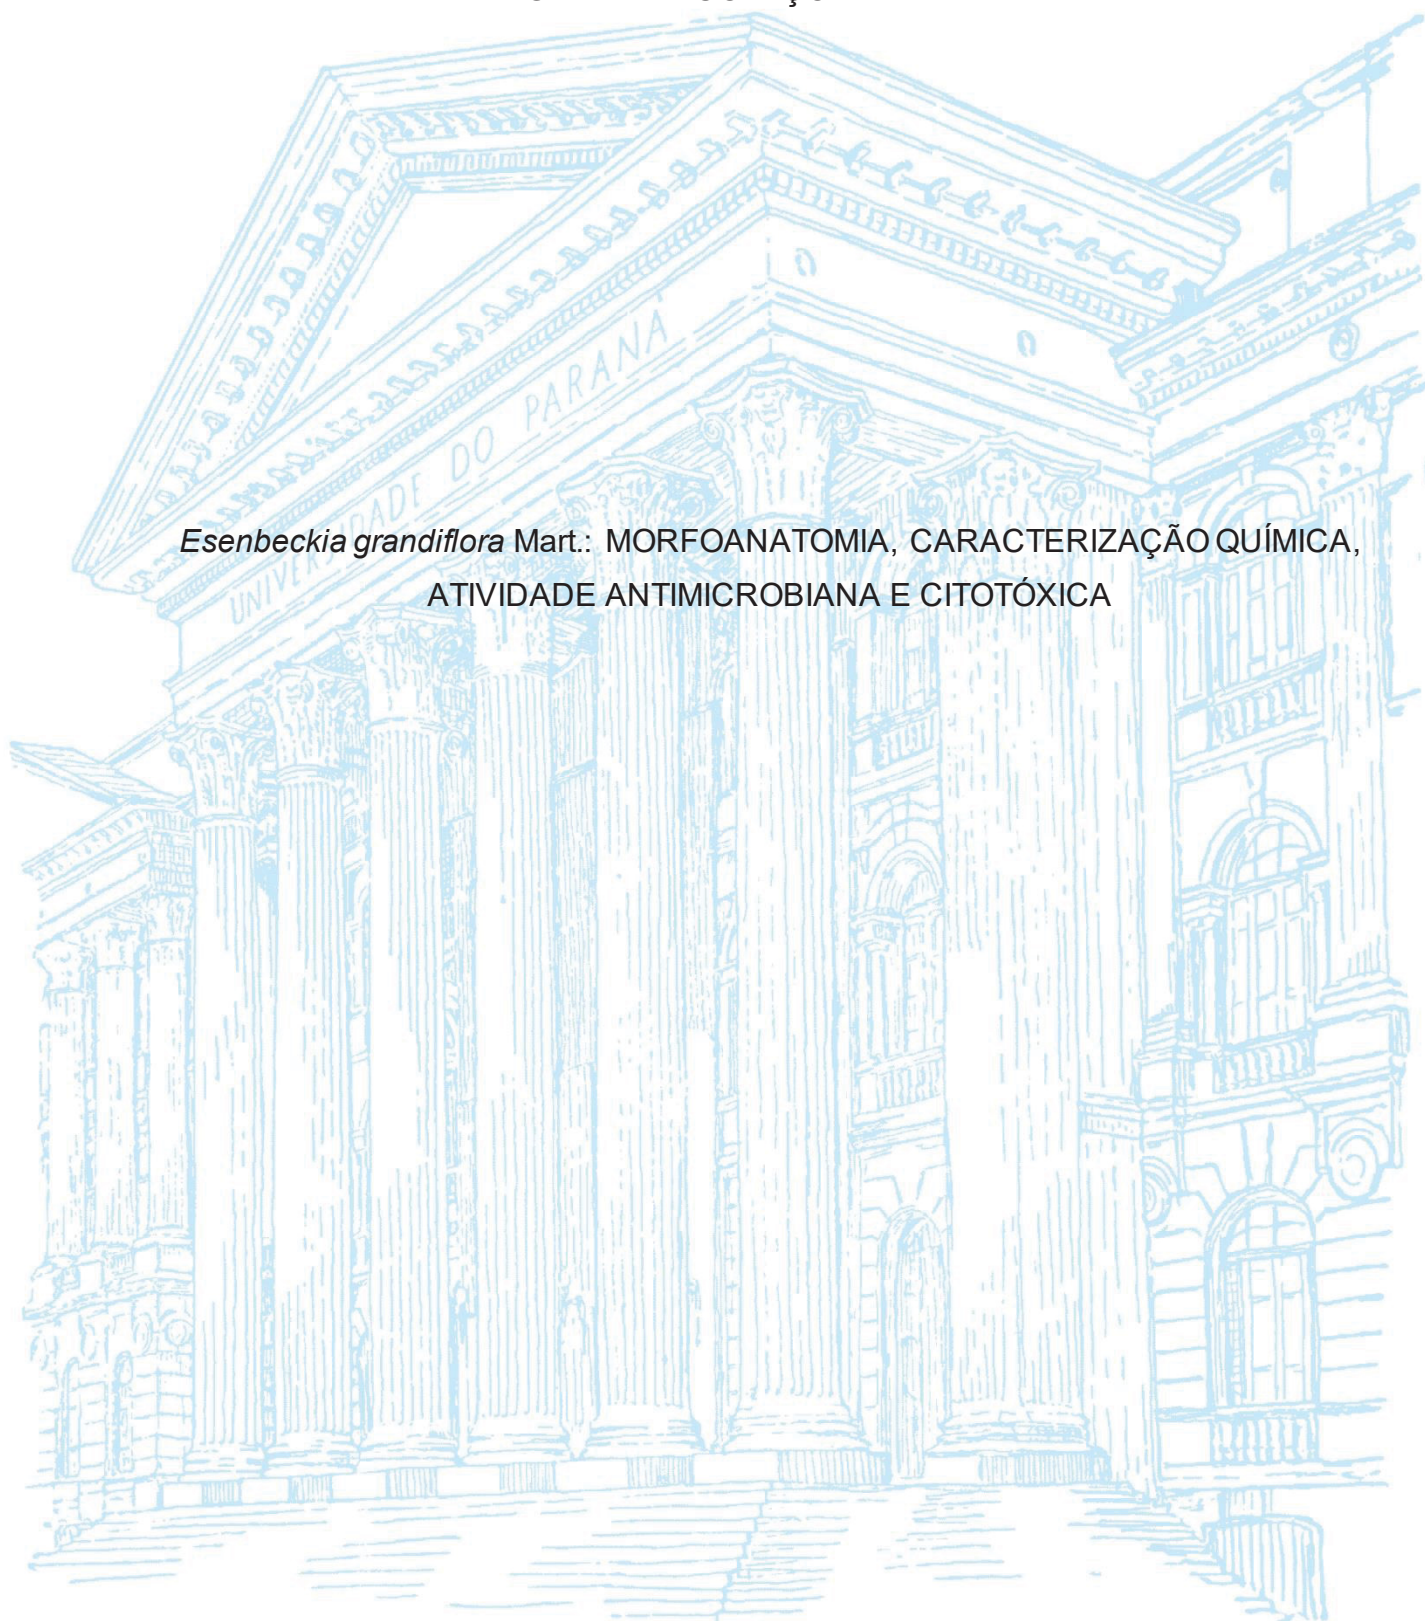 UNIVERSIDADE DO PARANÁ
Esenbeckia grandiflora Mart.: MORFOANATOMIA, CARACTERIZAÇÃO QUÍMICA,
ATIVIDADE ANTIMICROBIANA E CITOTÓXICA